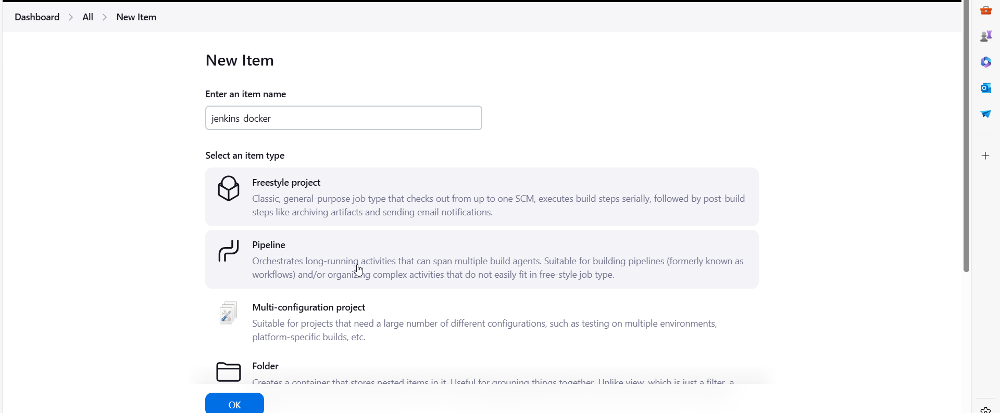 Dashboard > All > New Item
New Item
Enter an item name
jenkins_docker
Select an item type
Freestyle project
Classic, general-purpose job type that checks out from up to one SCM, executes build steps serially, followed by post-build
steps like archiving artifacts and sending email notifications.
Pipeline
Orchestrates long-running activities that can span multiple build agents. Suitable for building pipelines (formerly known as
workflows) and/or organizing complex activities that do not easily fit in free-style job type.
Multi-configuration project
Suitable for projects that need a large number of different configurations, such as testing on multiple environments,
platform-specific builds, etc.
Folder
Creates a container that stores nested items in it. Useful for grouping things together. Unlike view, which is just a filter, a
OK